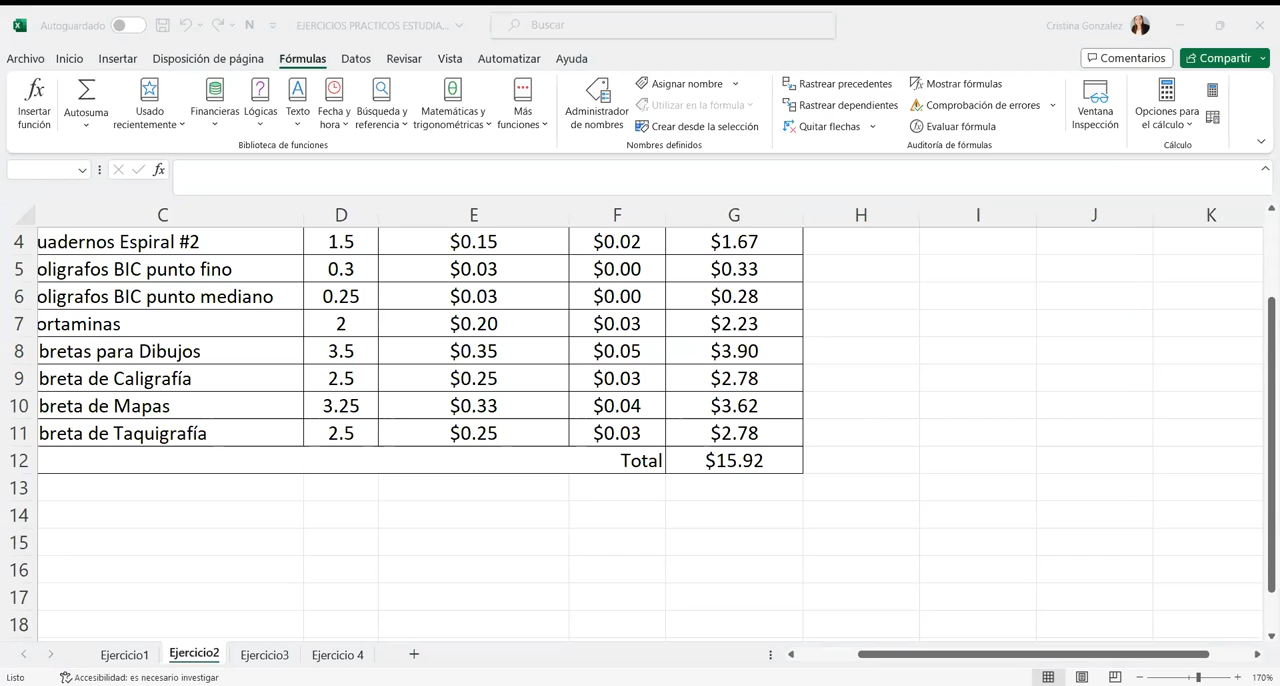 Autoguardado N EJERCICIOS PRACTICOS ESTUDIA... Buscar Cristina Gonzalez
Archivo Inicio Insertar Disposición de página Fórmulas Datos Revisar Vista Automatizar Ayuda Comentarios Compartir
fx Insertar función
Autosuma
Usado recientemente
Financieras
Lógicas
Texto
Fecha y hora
Búsqueda y referencia
Matemáticas y trigonométricas
Más funciones
Biblioteca de funciones
Administrador de nombres
Asignar nombre
Utilizar en la fórmula
Crear desde la selección
Nombres definidos
Rastrear precedentes
Rastrear dependientes
Quitar flechas
Mostrar fórmulas
Comprobación de errores
Evaluar fórmula
Auditoría de fórmulas
Ventana Inspección
Opciones para el cálculo
Cálculo
fx
C D E F G H I J K
4 uadernos Espiral #2 1.5 $0.15 $0.02 $1.67
5 oligrafos BIC punto fino 0.3 $0.03 $0.00 $0.33
6 oligrafos BIC punto mediano 0.25 $0.03 $0.00 $0.28
7 ortaminas 2 $0.20 $0.03 $2.23
8 bretas para Dibujos 3.5 $0.35 $0.05 $3.90
9 breta de Caligrafía 2.5 $0.25 $0.03 $2.78
10 breta de Mapas 3.25 $0.33 $0.04 $3.62
11 breta de Taquigrafía 2.5 $0.25 $0.03 $2.78
12 Total $15.92
13
14
15
16
17
18
Ejercicio1 Ejercicio2 Ejercicio3 Ejercicio 4
Listo Accesibilidad: es necesario investigar 170%